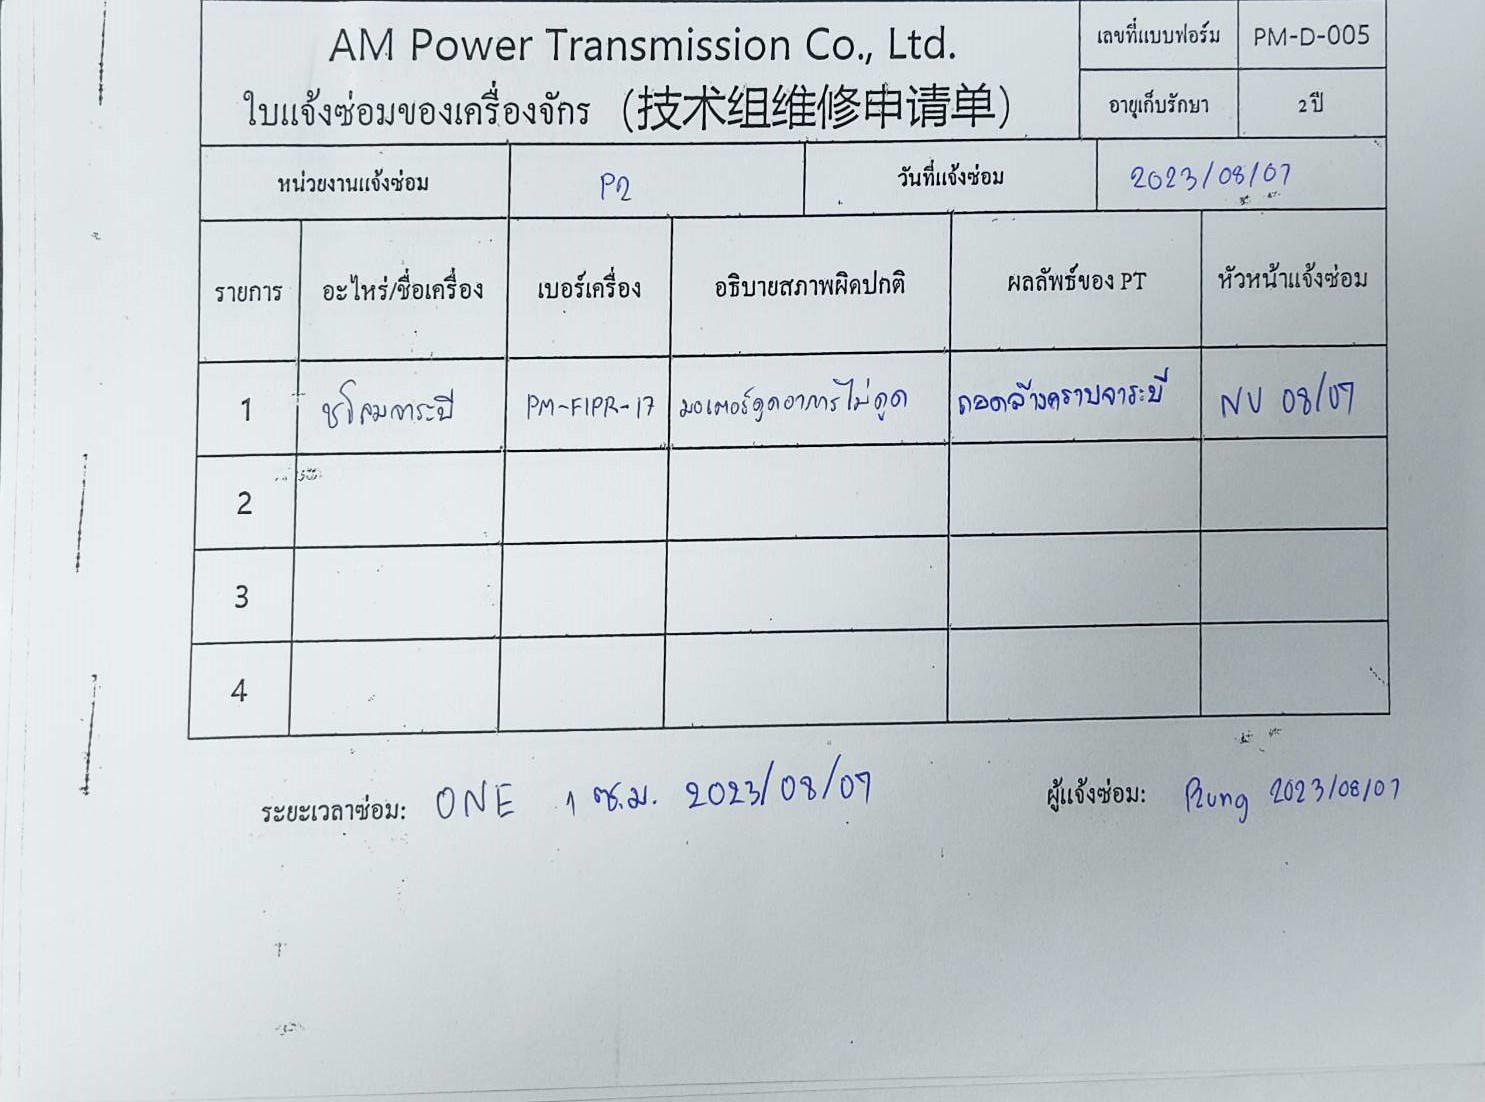 AM Power Transmission Co., Ltd.
ใบแจ้งซ่อมของเครื่องจักร (技术组维修申请单)
เลขที่แบบฟอร์ม PM-D-005
อายุเก็บรักษา 2 ปี
หน่วยงานแจ้งซ่อม P2 วันที่แจ้งซ่อม 2023/08/07
รายการ อะไหร่/ชื่อเครื่อง เบอร์เครื่อง อธิบายสภาพผิดปกติ ผลลัพธ์ของ PT หัวหน้าแจ้งซ่อม
1 ชโลมจาระบี PM-FIPR-17 มอเตอร์ดูดอาการไม่ดูด ถอดล้างคราบจาระบี NU 08/07
2
3
4
ระยะเวลาซ่อม: ONE 1 ช.ม. 2023/08/07 ผู้แจ้งซ่อม: Rung 2023/08/07